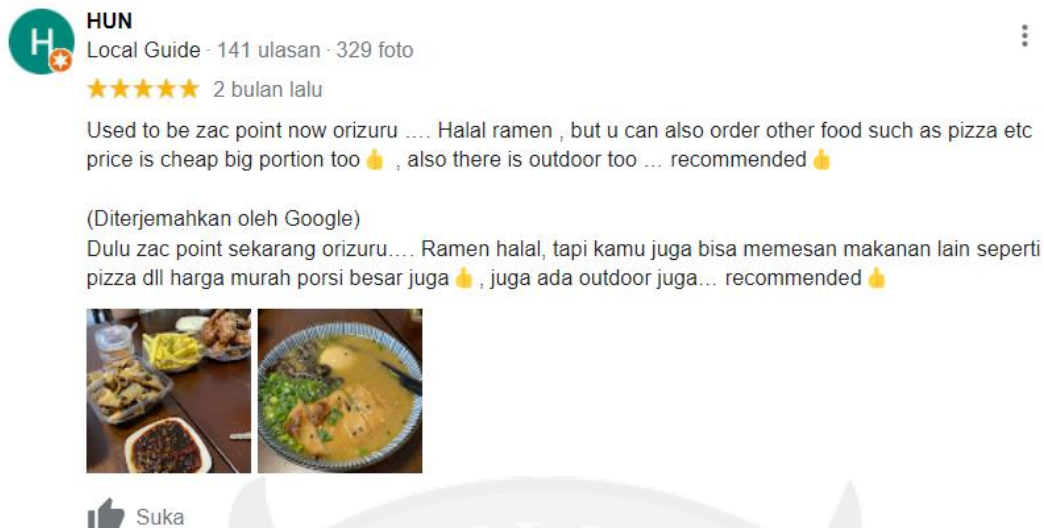 H
HUN
Local Guide · 141 ulasan · 329 foto
2 bulan lalu
Used to be zac point now orizuru .... Halal ramen , but u can also order other food such as pizza etc
price is cheap big portion too👍 , also there is outdoor too ... recommended👍
(Diterjemahkan oleh Google)
Dulu zac point sekarang orizuru.... Ramen halal, tapi kamu juga bisa memesan makanan lain seperti
pizza dll harga murah porsi besar juga👍 , juga ada outdoor juga... recommended👍
Suka